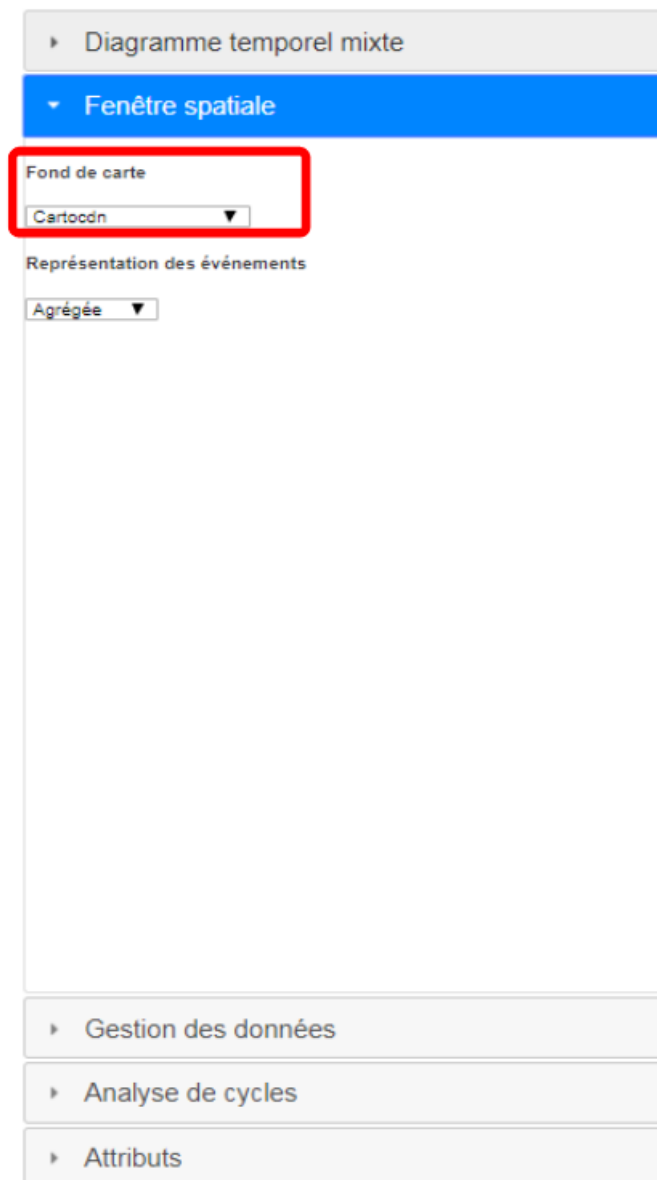 Diagramme temporel mixte
Fenêtre spatiale
Fond de carte
Cartocdn
Représentation des événements
Agrégée
Gestion des données
Analyse de cycles
Attributs